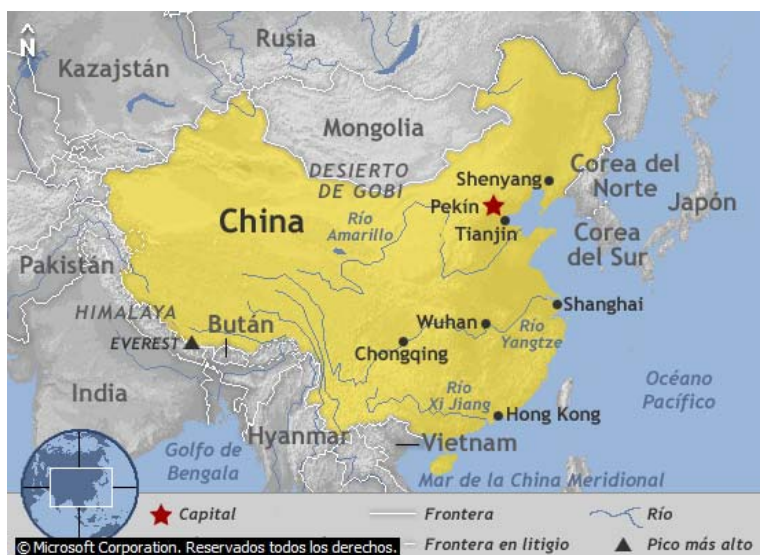 N
Rusia
Kazajstán
Mongolia
DESIERTO
DE GOBI
Shenyang
Corea del
Norte
Pekín
Japón
China
Río
Amarillo
Tianjin
Corea
del Sur
Pakistán
HIMALAYA
Bután
Shanghai
Wuhan
Río
Yangtze
EVEREST
Chongqing
India
Océano
Pacífico
Río
Xi Jiang
Hong Kong
Hyanmar
Vietnam
Golfo de
Bengala
Mar de la China Meridional
Capital
Frontera
Río
© Microsoft Corporation. Reservados todos los derechos.
Frontera en litigio
Pico más alto